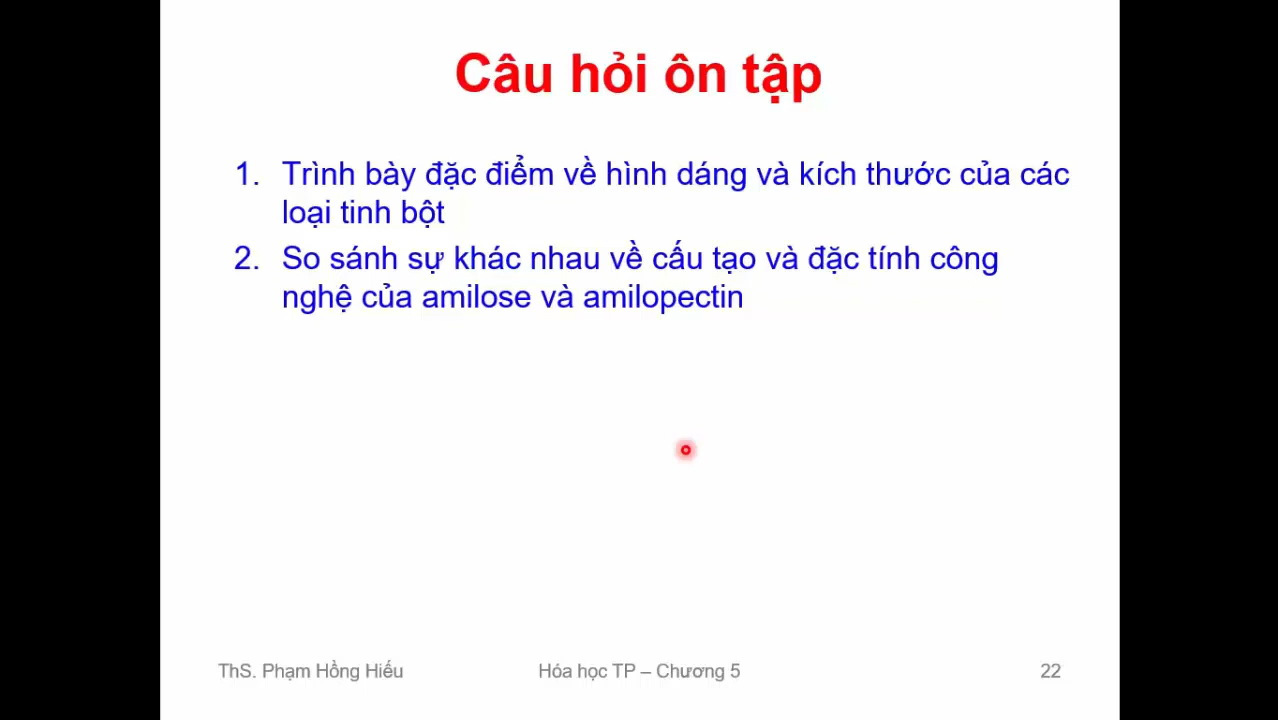 Câu hỏi ôn tập
1. Trình bày đặc điểm về hình dáng và kích thước của các
loại tinh bột
2. So sánh sự khác nhau về cấu tạo và đặc tính công
nghệ của amilose và amilopectin
ThS. Phạm Hồng Hiếu Hóa học TP – Chương 5 22